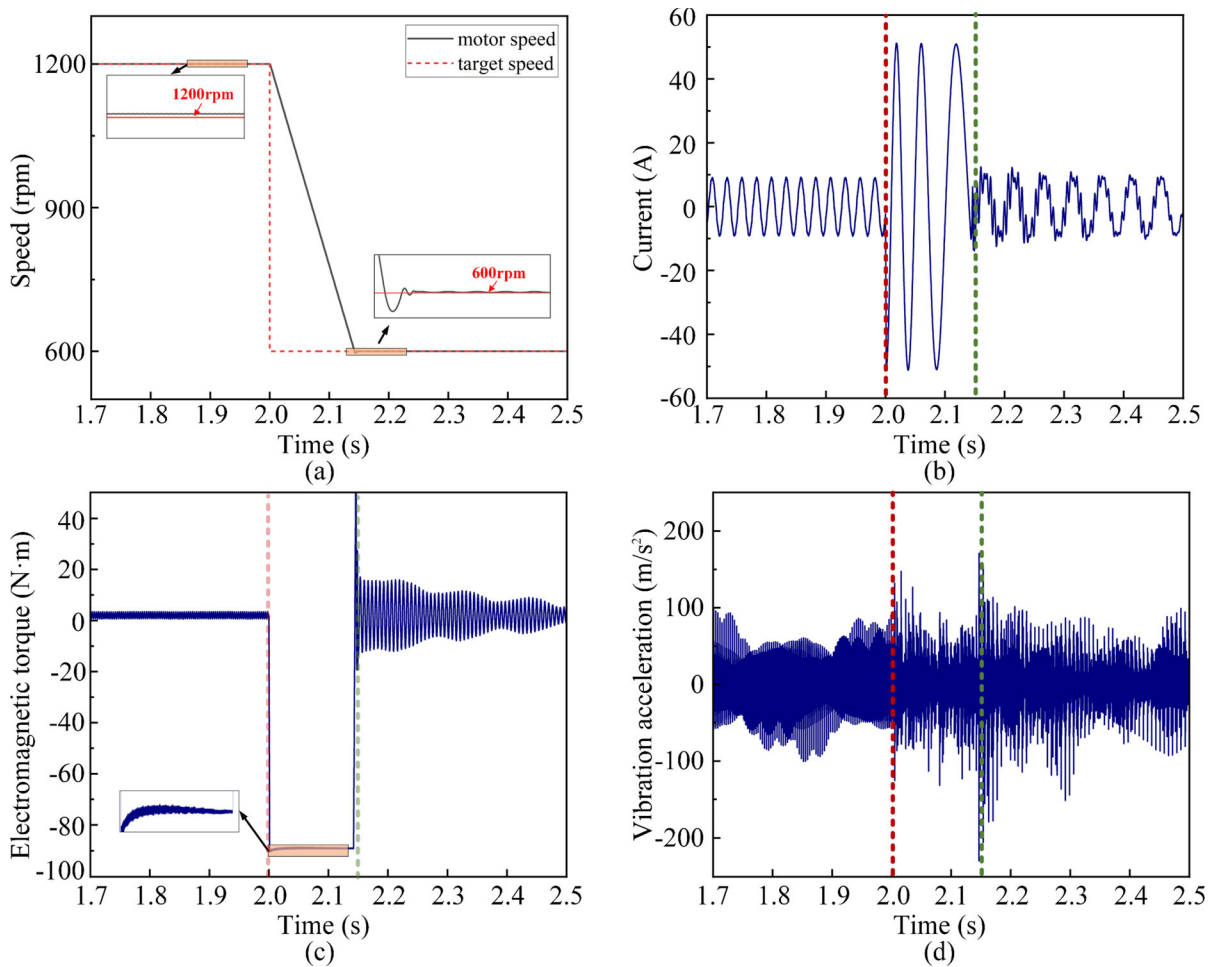 motor speed
target speed
1200rpm
600rpm
1200
900
600
Speed (rpm)
1.7 1.8 1.9 2.0 2.1 2.2 2.3 2.4 2.5
Time (s)
(a)
60
40
20
0
-20
-40
-60
Current (A)
1.7 1.8 1.9 2.0 2.1 2.2 2.3 2.4 2.5
Time (s)
(b)
40
20
0
-20
-40
-60
-80
-100
Electromagnetic torque (N·m)
1.7 1.8 1.9 2.0 2.1 2.2 2.3 2.4 2.5
Time (s)
(c)
200
100
0
-100
-200
Vibration acceleration (m/s²)
1.7 1.8 1.9 2.0 2.1 2.2 2.3 2.4 2.5
Time (s)
(d)